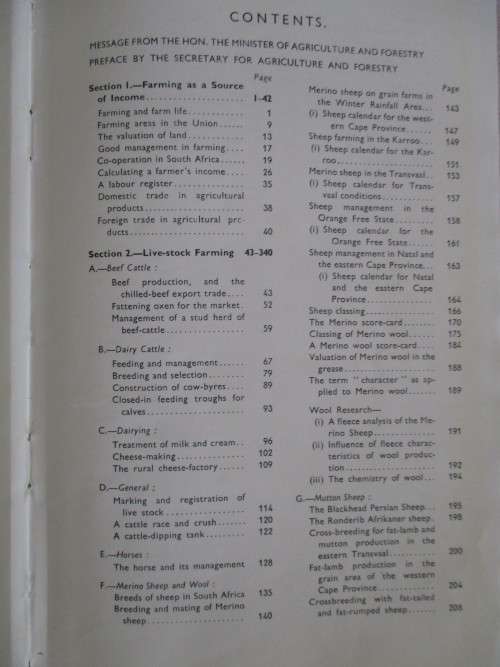 CONTENTS.
MESSAGE FROM THE HON. THE MINISTER OF AGRICULTURE AND FORESTRY
PREFACE BY THE SECRETARY FOR AGRICULTURE AND FORESTRY
Page
Section 1.—Farming as a Source
of Income..................... 1-42
Farming and farm life............ 1
Farming areas in the Union...... 9
The valuation of land............ 13
Good management in farming.... 17
Co-operation in South Africa...... 19
Calculating a farmer's income.... 26
A labour register................ 35
Domestic trade in agricultural
products..................... 38
Foreign trade in agricultural prc-
ducts........................ 40
Section 2.—Live-stock Farming 43-340
A.—Beef Cattle :
Beef production, and the
chilled-beef export trade.... 43
Fattening oxen for the market.. 52
Management of a stud herd of
beef-cattle.................. 59
B.—Dairy Cattle :
Feeding and management...... 67
Breeding and selection........ 79
Construction of cow-byres.... 89
Closed-in feeding troughs for
calves...................... 93
C.—Dairying :
Treatment of milk and cream.. 96
Cheese-making................ 102
The rural cheese-factory...... 109
D.—General :
Marking and registration of
live stock.................. 114
A cattle race and crush........ 120
A cattle-dipping tank.......... 122
E.—Horses :
The horse and its management 128
F.—Merino Sheep and Wool :
Breeds of sheep in South Africa 135
Breeding and mating of Merino
sheep...................... 140
Page
Merino sheep on grain farms in
the Winter Rainfall Area... 143
(i) Sheep calendar for the west-
ern Cape Province....... 147
Sheep farming in the Karroo... 149
(i) Sheep calendar for the Kar-
roo..................... 151
Merino sheep in the Transvaal.. 153
(i) Sheep calendar for Trans-
vaal conditions........... 157
Sheep management in the
Orange Free State......... 158
(i) Sheep calendar for the
Orange Free State....... 161
Sheep management in Natal and
the eastern Cape Province... 163
(i) Sheep calendar for Natal
and the eastern Cape
Province................ 164
Sheep classing................ 166
The Merino score-card........ 170
Classing of Merino wool....... 175
A Merino wool score-card..... 184
Valuation of Merino wool in the
grease..................... 188
The term "character" as ap-
plied to Merino wool....... 189
Wool Research—
(i) A fleece analysis of the Me-
rino Sheep............... 191
(ii) Influence of fleece charac-
teristics of wool produc-
tion..................... 192
(iii) The chemistry of wool... 194
G.—Mutton Sheep :
The Blackhead Persian Sheep... 195
The Ronderib Afrikaner sheep. 198
Cross-breeding for fat-lamb and
mutton production in the
eastern Transvaal........... 200
Fat-lamb production in the
grain area of the western
Cape Province............. 204
Crossbreeding with fat-tailed
and fat-rumped sheep....... 208